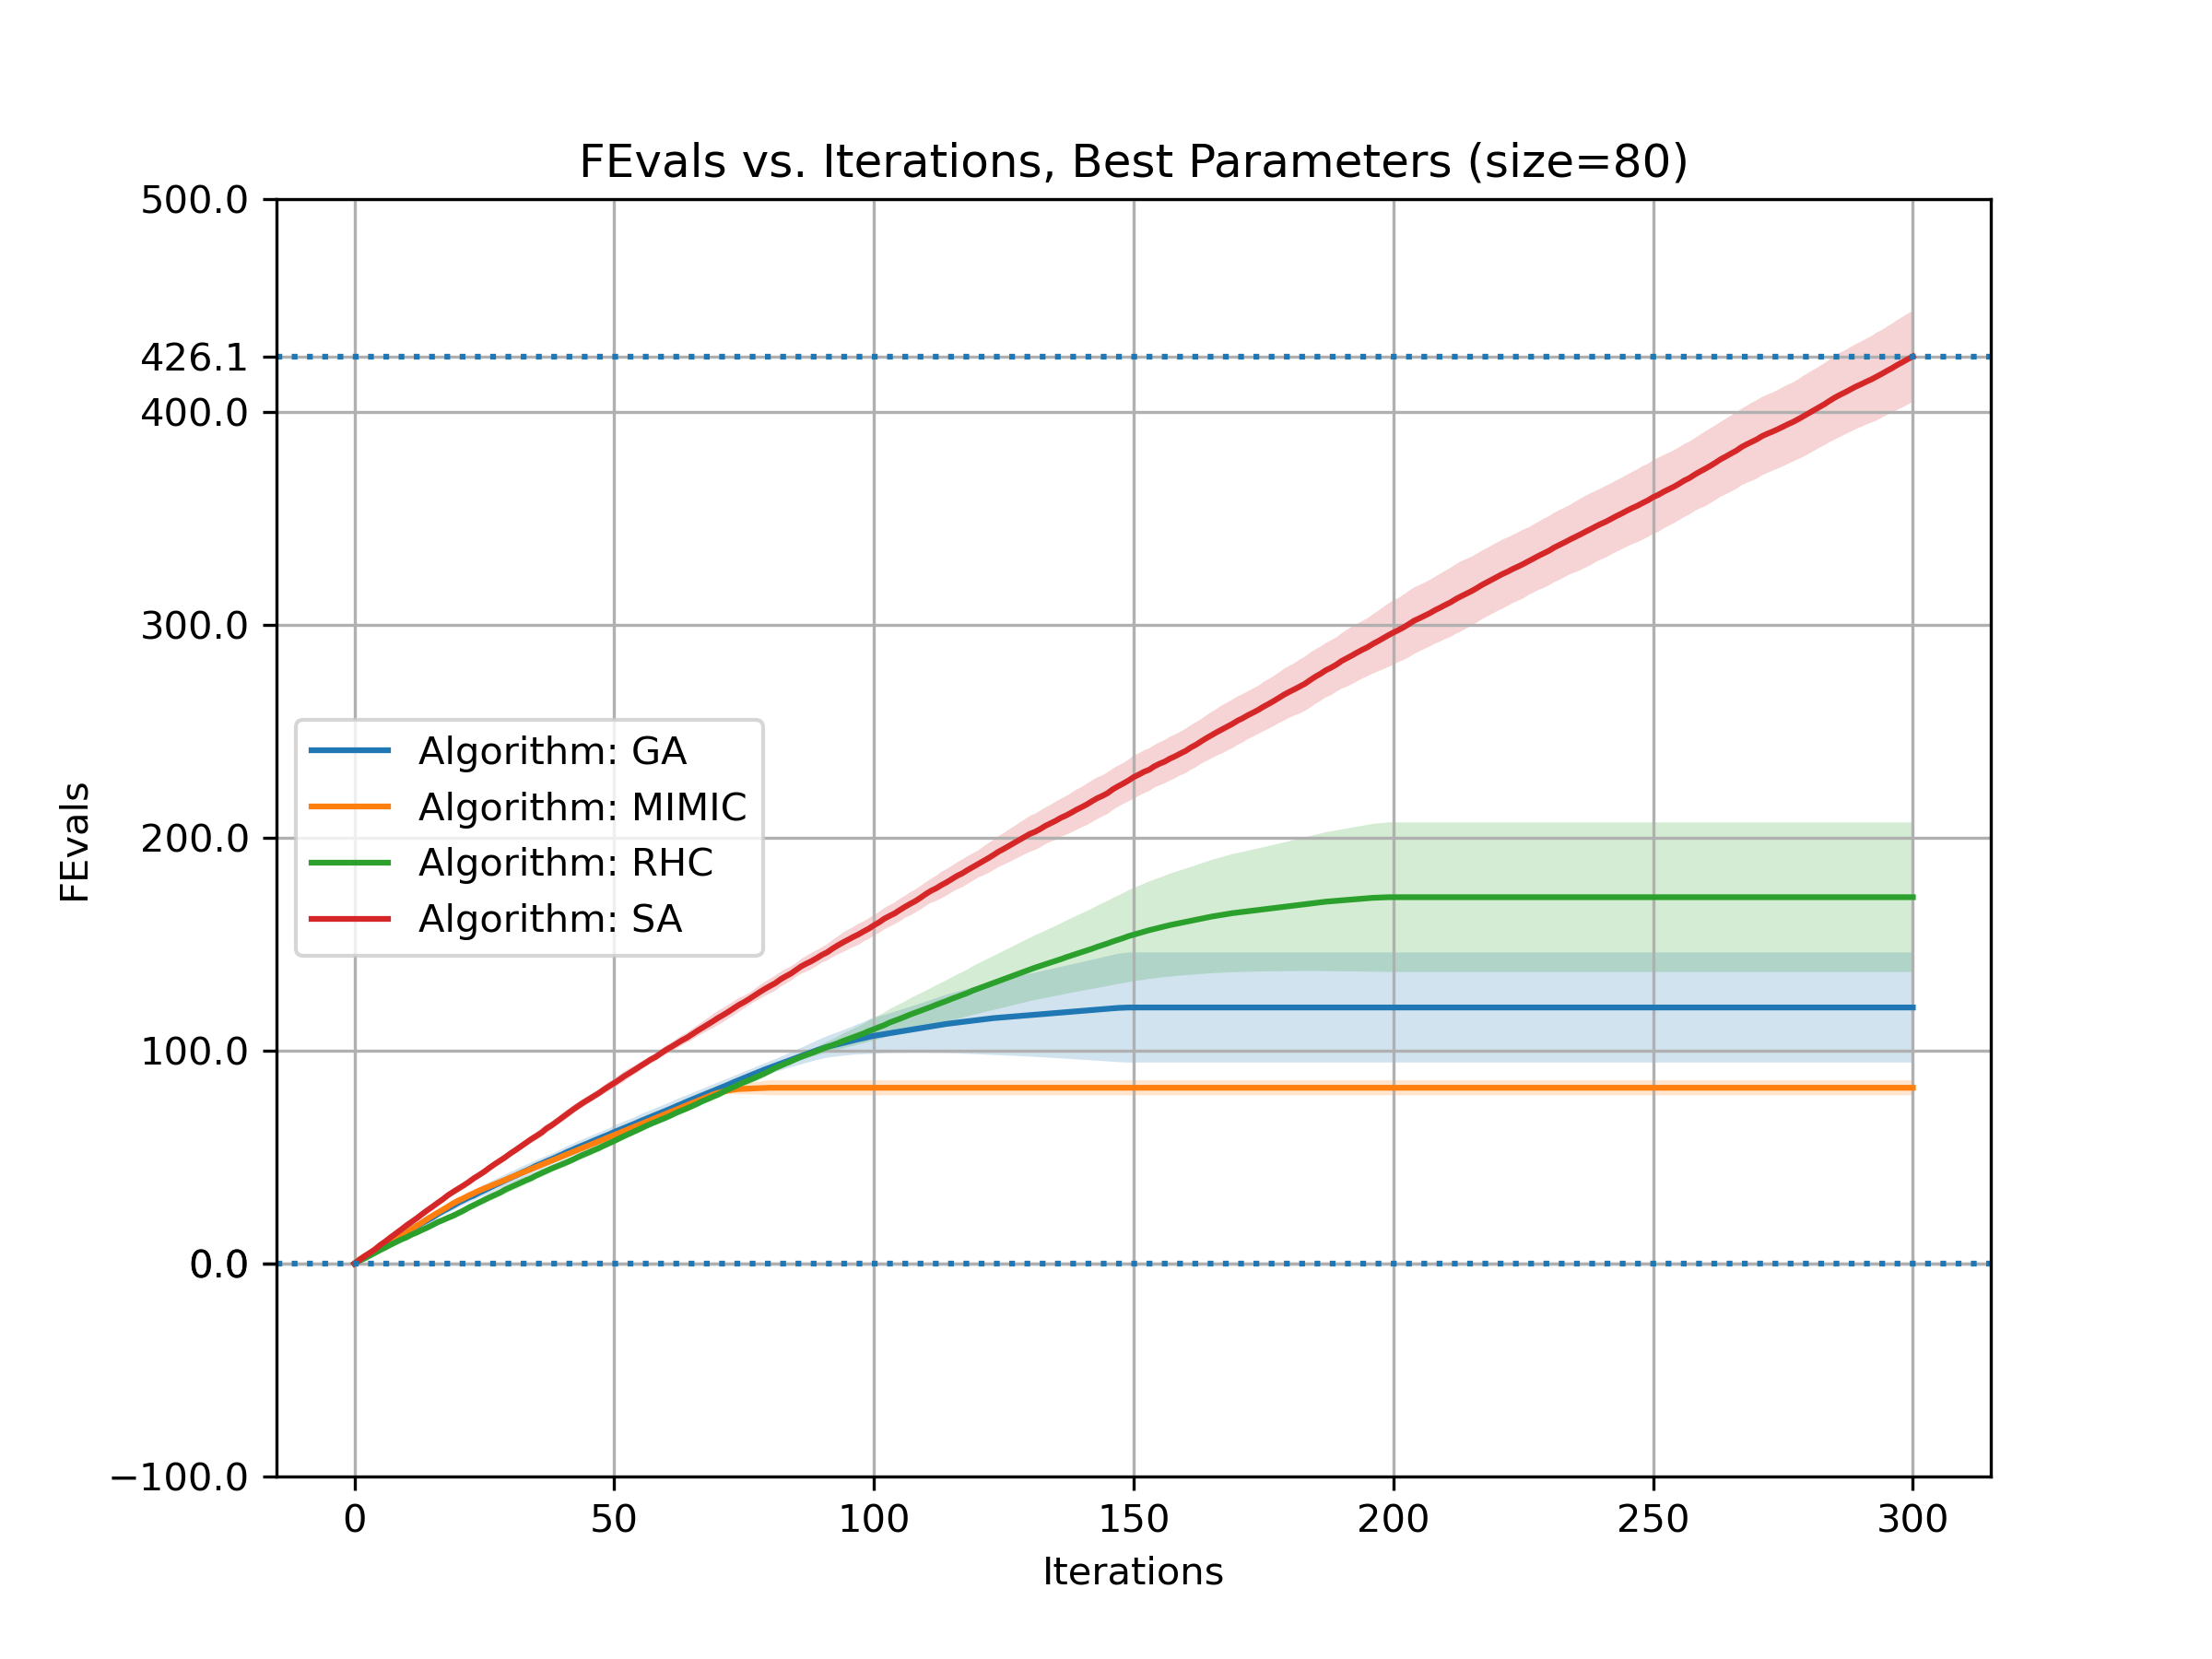 FEvals vs. Iterations, Best Parameters (size=80)
500.0
426.1
400.0
300.0
200.0
100.0
0.0
−100.0
FEvals
Algorithm: GA
Algorithm: MIMIC
Algorithm: RHC
Algorithm: SA
0 50 100 150 200 250 300
Iterations